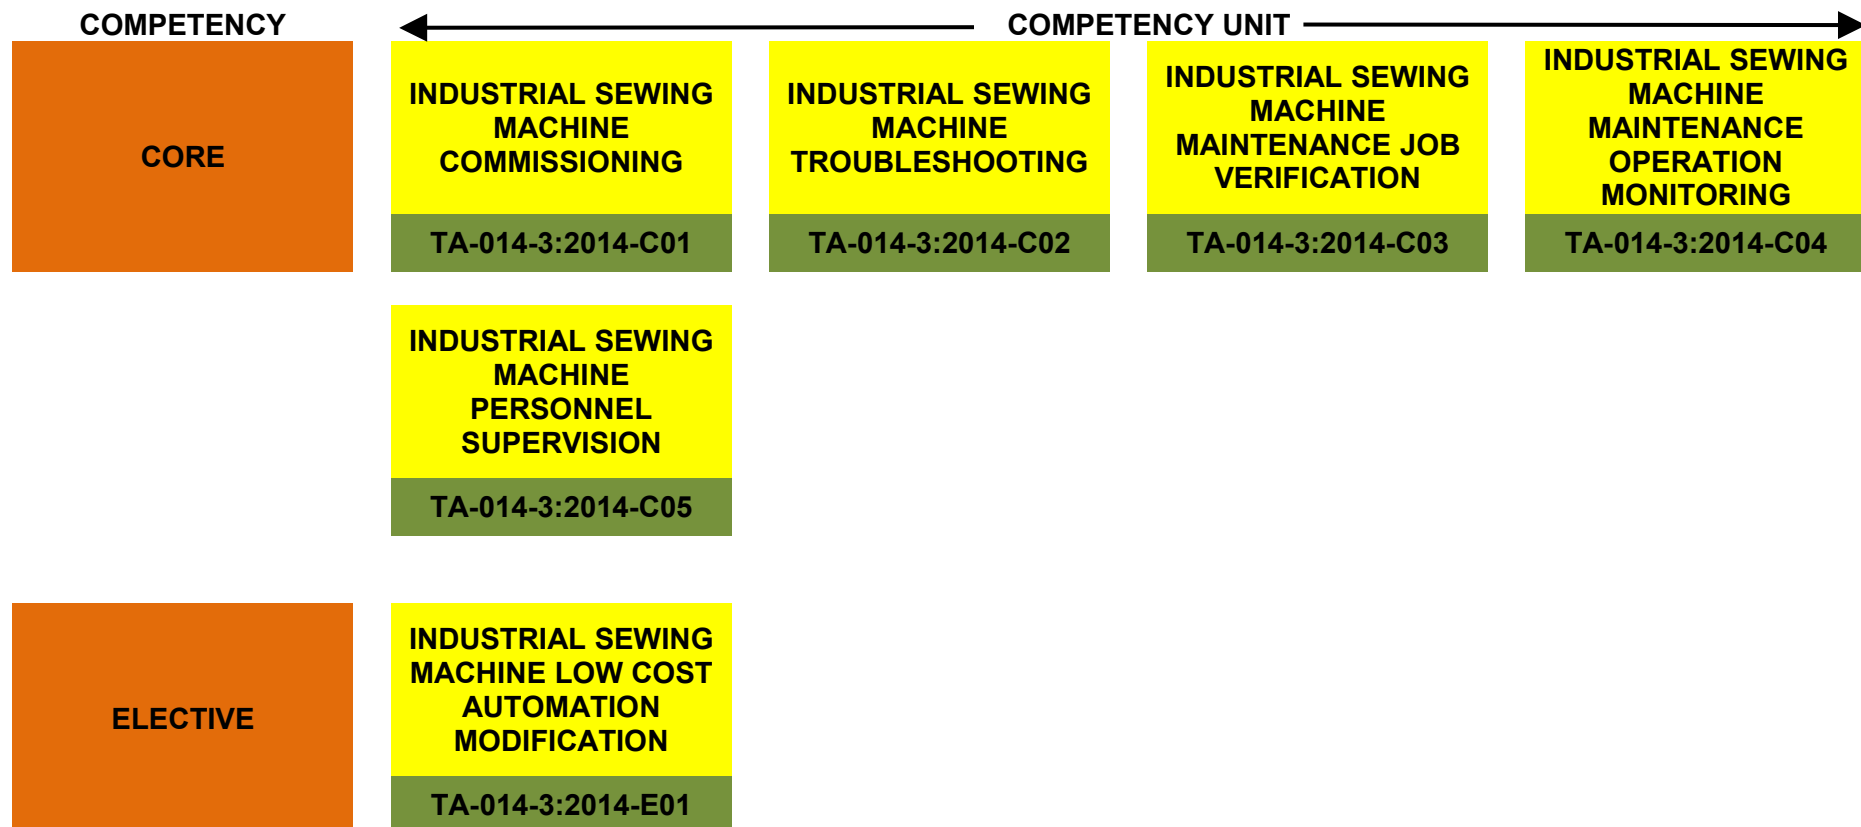 COMPETENCY
COMPETENCY UNIT
CORE
INDUSTRIAL SEWING
MACHINE
COMMISSIONING
TA-014-3:2014-C01
INDUSTRIAL SEWING
MACHINE
TROUBLESHOOTING
TA-014-3:2014-C02
INDUSTRIAL SEWING
MACHINE
MAINTENANCE JOB
VERIFICATION
TA-014-3:2014-C03
INDUSTRIAL SEWING
MACHINE
MAINTENANCE
OPERATION
MONITORING
TA-014-3:2014-C04
INDUSTRIAL SEWING
MACHINE
PERSONNEL
SUPERVISION
TA-014-3:2014-C05
ELECTIVE
INDUSTRIAL SEWING
MACHINE LOW COST
AUTOMATION
MODIFICATION
TA-014-3:2014-E01